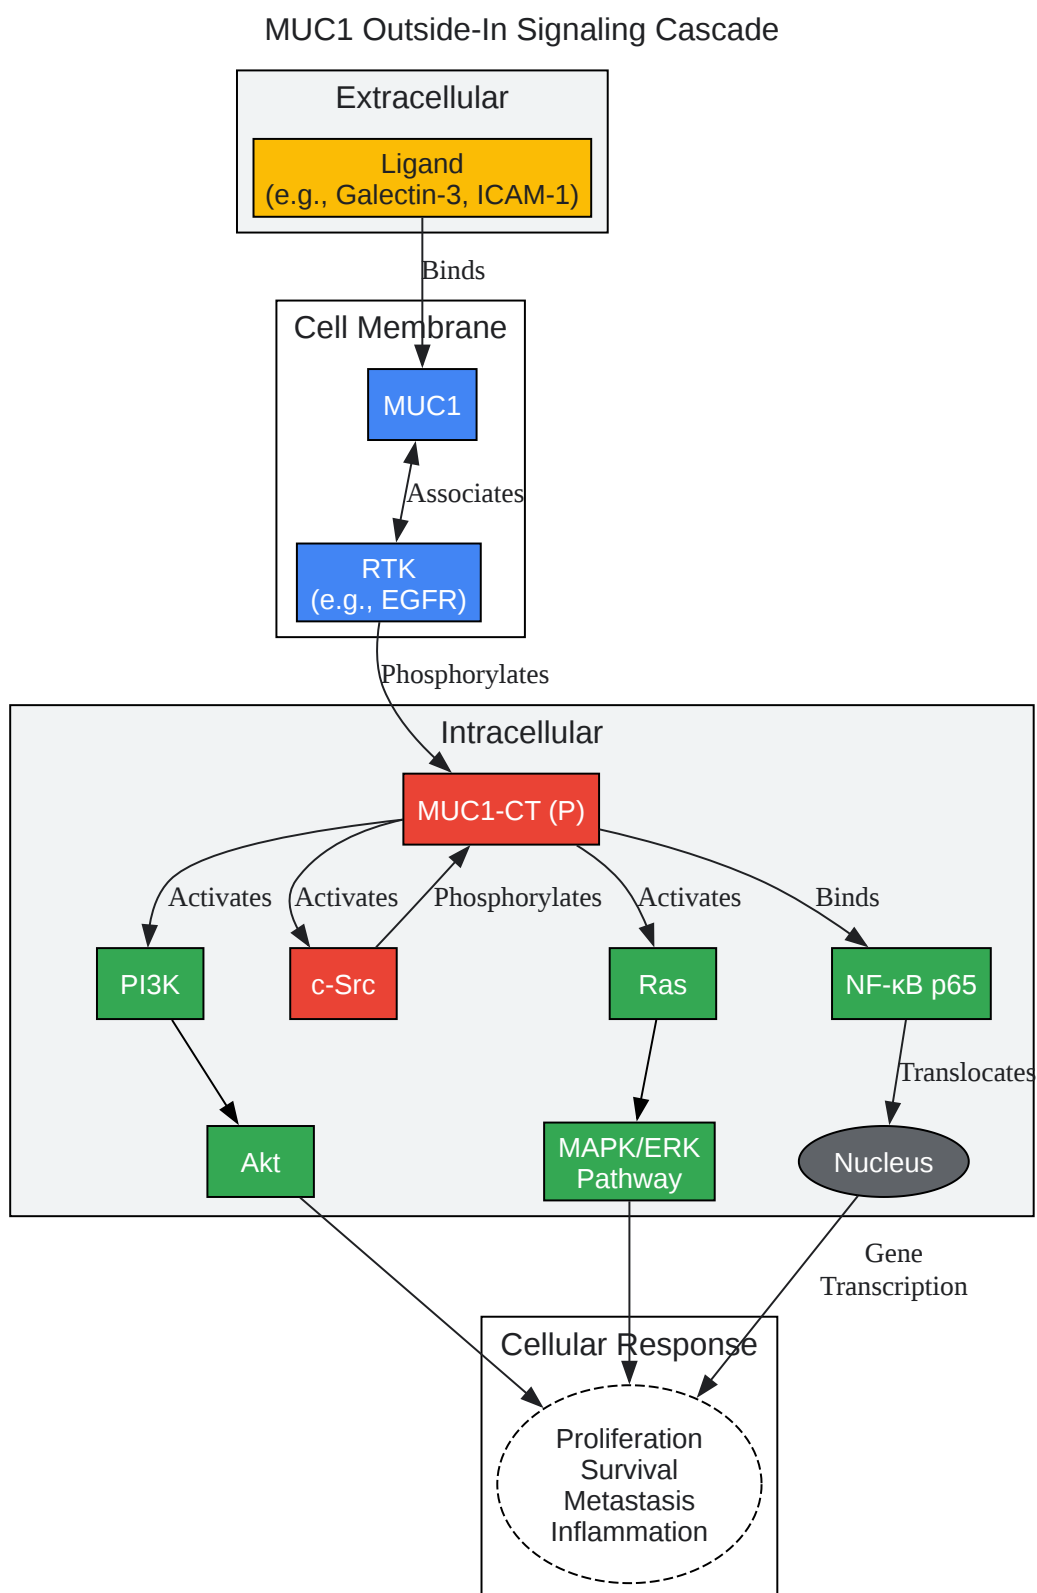 MUC1 Outside-In Signaling Cascade
Extracellular
Ligand
(e.g., Galectin-3, ICAM-1)
Binds
Cell Membrane
MUC1
Associates
RTK
(e.g., EGFR)
Phosphorylates
Intracellular
MUC1-CT (P)
Activates
Activates
Phosphorylates
Activates
Binds
PI3K
c-Src
Ras
NF-κB p65
Translocates
Akt
MAPK/ERK
Pathway
Nucleus
Gene
Transcription
Cellular Response
Proliferation
Survival
Metastasis
Inflammation